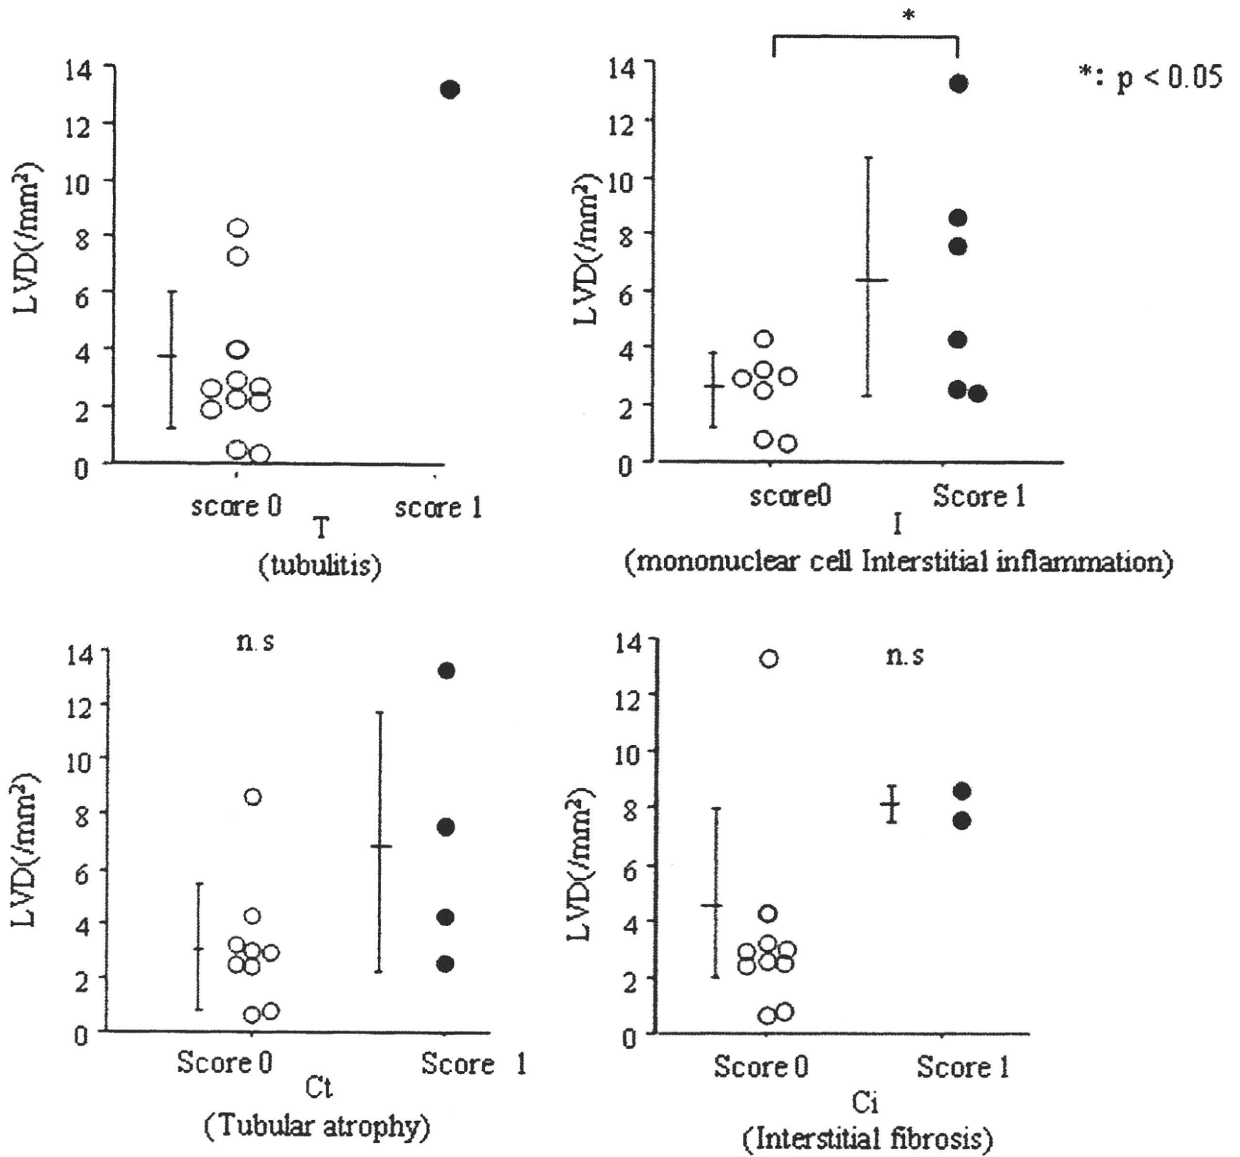 *
*: p < 0.05
14
12
10
8
6
4
2
0
LVD(/mm²)
score 0
score 1
T
(tubulitis)
14
12
10
8
6
4
2
0
LVD(/mm²)
score0
Score 1
I
(mononuclear cell Interstitial inflammation)
n.s
14
12
10
8
6
4
2
0
LVD(/mm²)
Score 0
Score 1
Ct
(Tubular atrophy)
n.s
14
12
10
8
6
4
2
0
LVD(/mm²)
Score 0
Score 1
Ci
(Interstitial fibrosis)